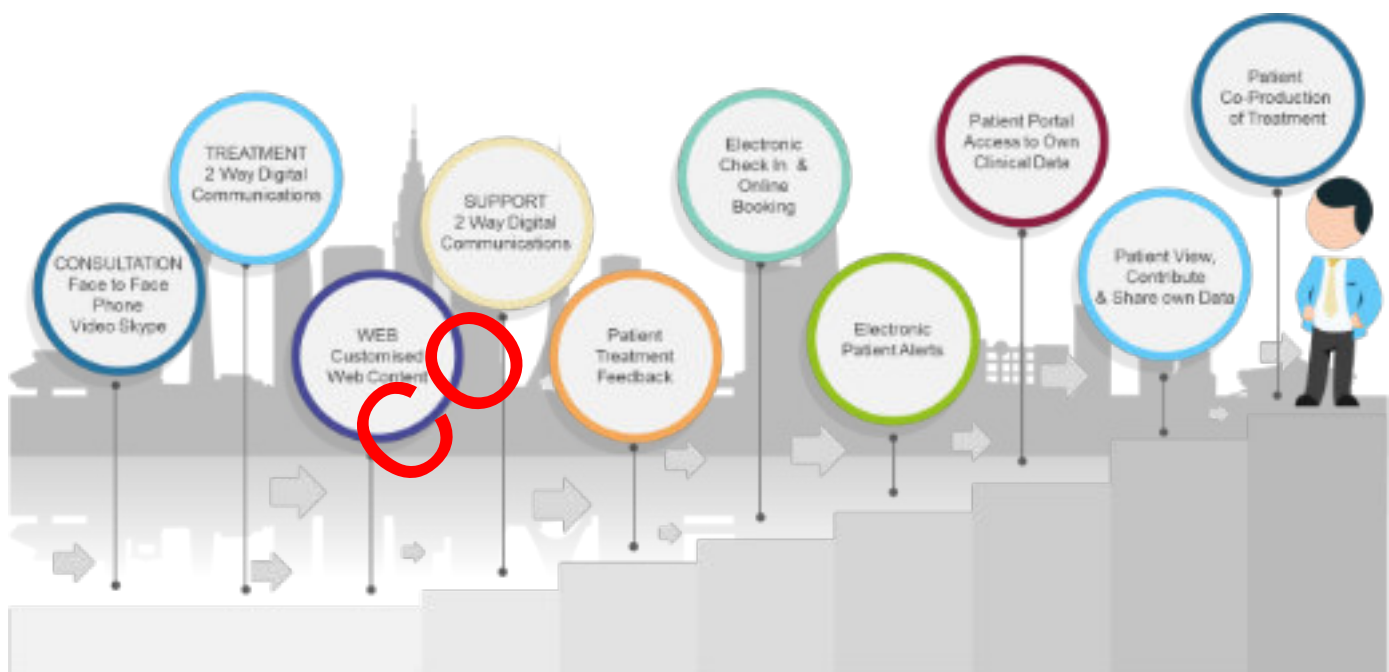 CONSULTATION
Face to Face
Phone
Video Skype
TREATMENT
2 Way Digital
Communications
WEB
Customised
Web Content
SUPPORT
2 Way Digital
Communications
Patient
Treatment
Feedback
Electronic
Check In &
Online
Booking
Electronic
Patient Alerts
Patient Portal
Access to Own
Clinical Data
Patient View,
Contribute
& Share own Data
Patient
Co-Production
of Treatment